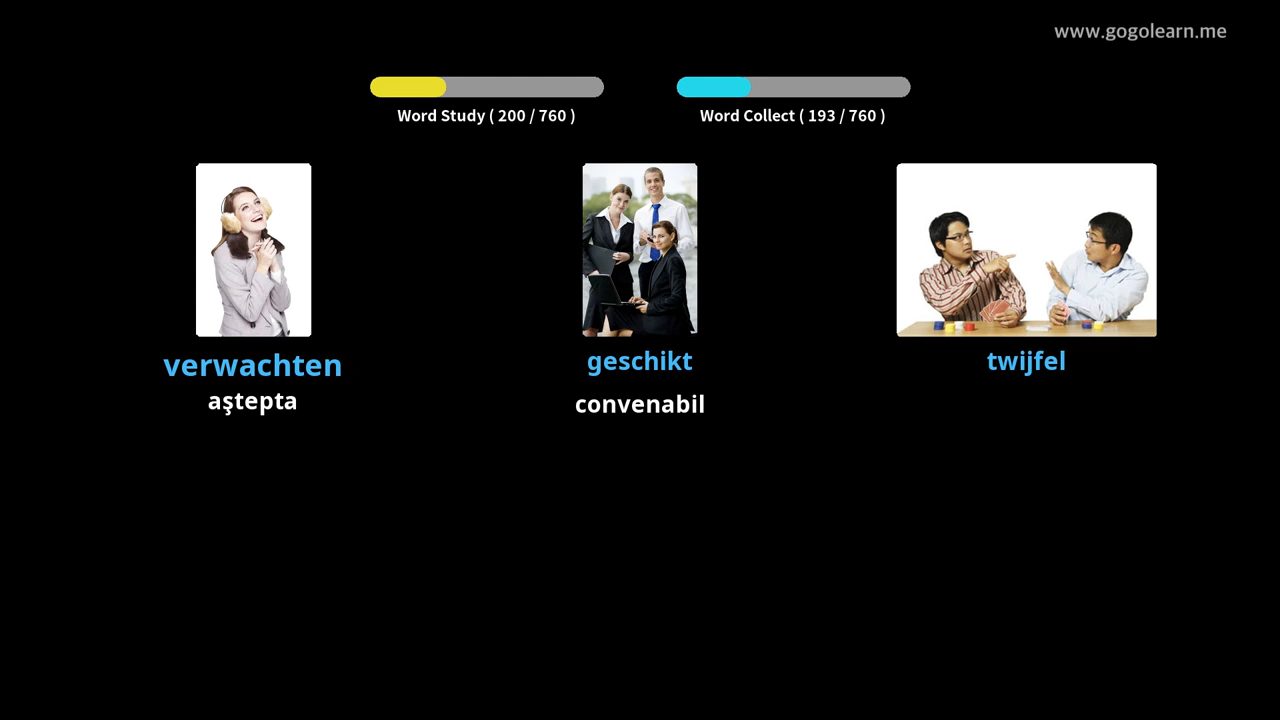 www.gogolearn.me
Word Study ( 200 / 760 )
Word Collect ( 193 / 760 )
verwachten
geschikt
twijfel
aştepta
convenabil